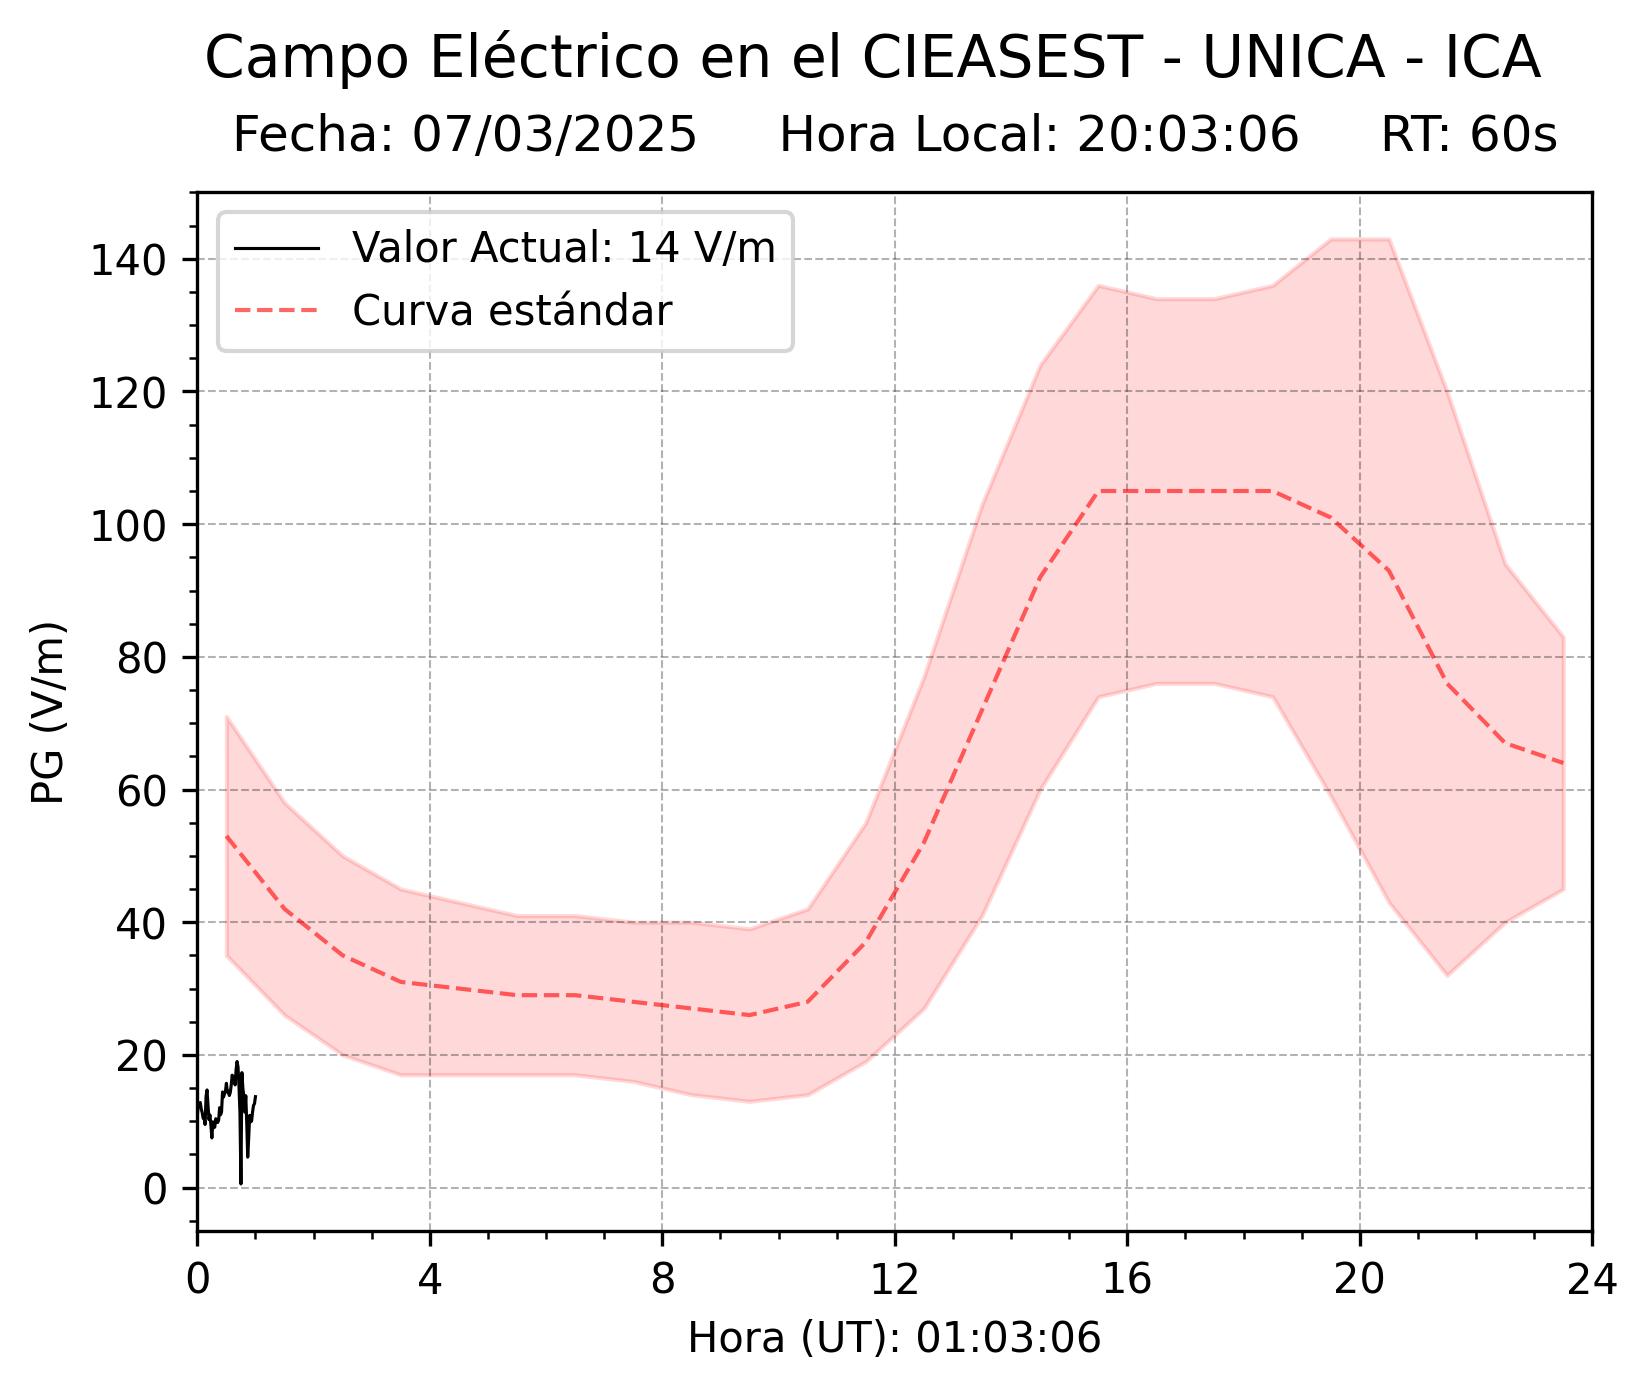 Campo Eléctrico en el CIEASEST - UNICA - ICA
Fecha: 07/03/2025 Hora Local: 20:03:06 RT: 60s
Valor Actual: 14 V/m
Curva estándar
PG (V/m)
140
120
100
80
60
40
20
0
0 4 8 12 16 20 24
Hora (UT): 01:03:06